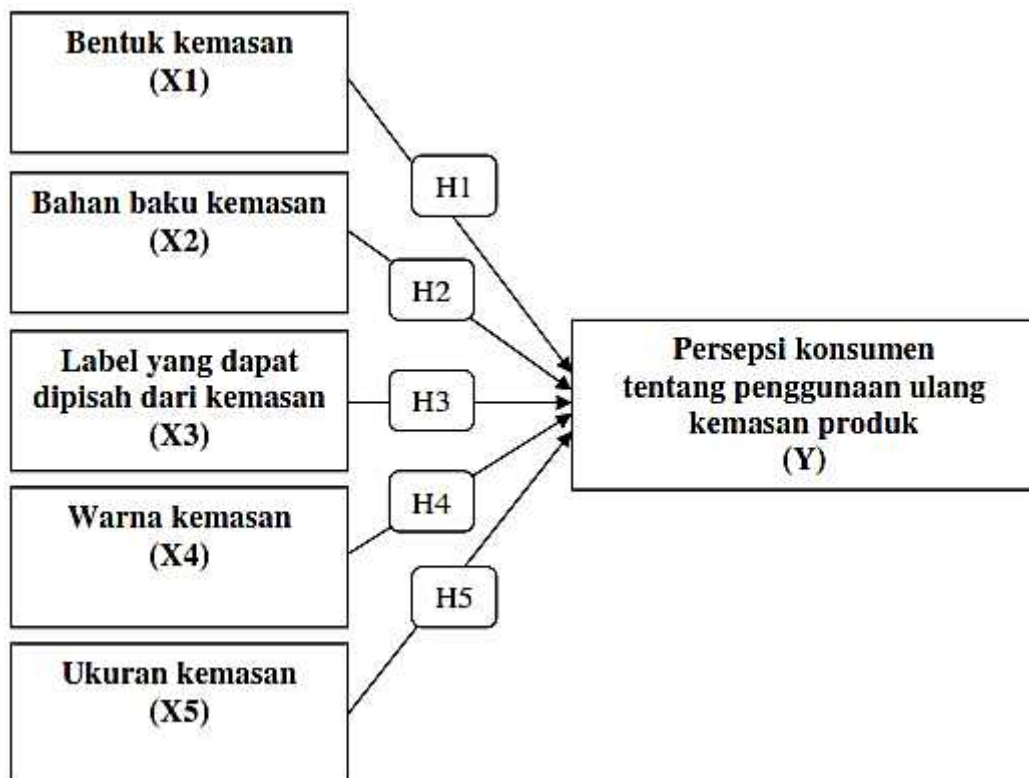 Bentuk kemasan
(X1)
H1
Bahan baku kemasan
(X2)
H2
Label yang dapat
dipisah dari kemasan
(X3)
H3
Warna kemasan
(X4)
H4
Ukuran kemasan
(X5)
H5
Persepsi konsumen
tentang penggunaan ulang
kemasan produk
(Y)